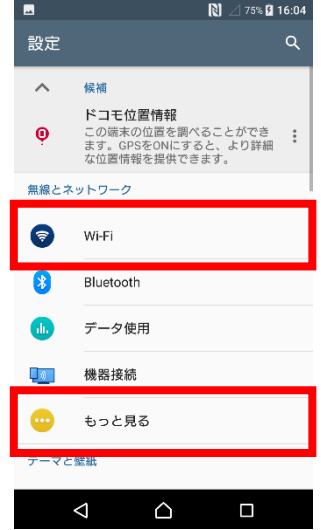 75% 16:04
設定
候補
ドコモ位置情報
この端末の位置を調べることができ
ます。GPSをONにすると、より詳細
な位置情報を提供できます。
無線とネットワーク
Wi-Fi
Bluetooth
データ使用
機器接続
もっと見る
テーマと壁紙